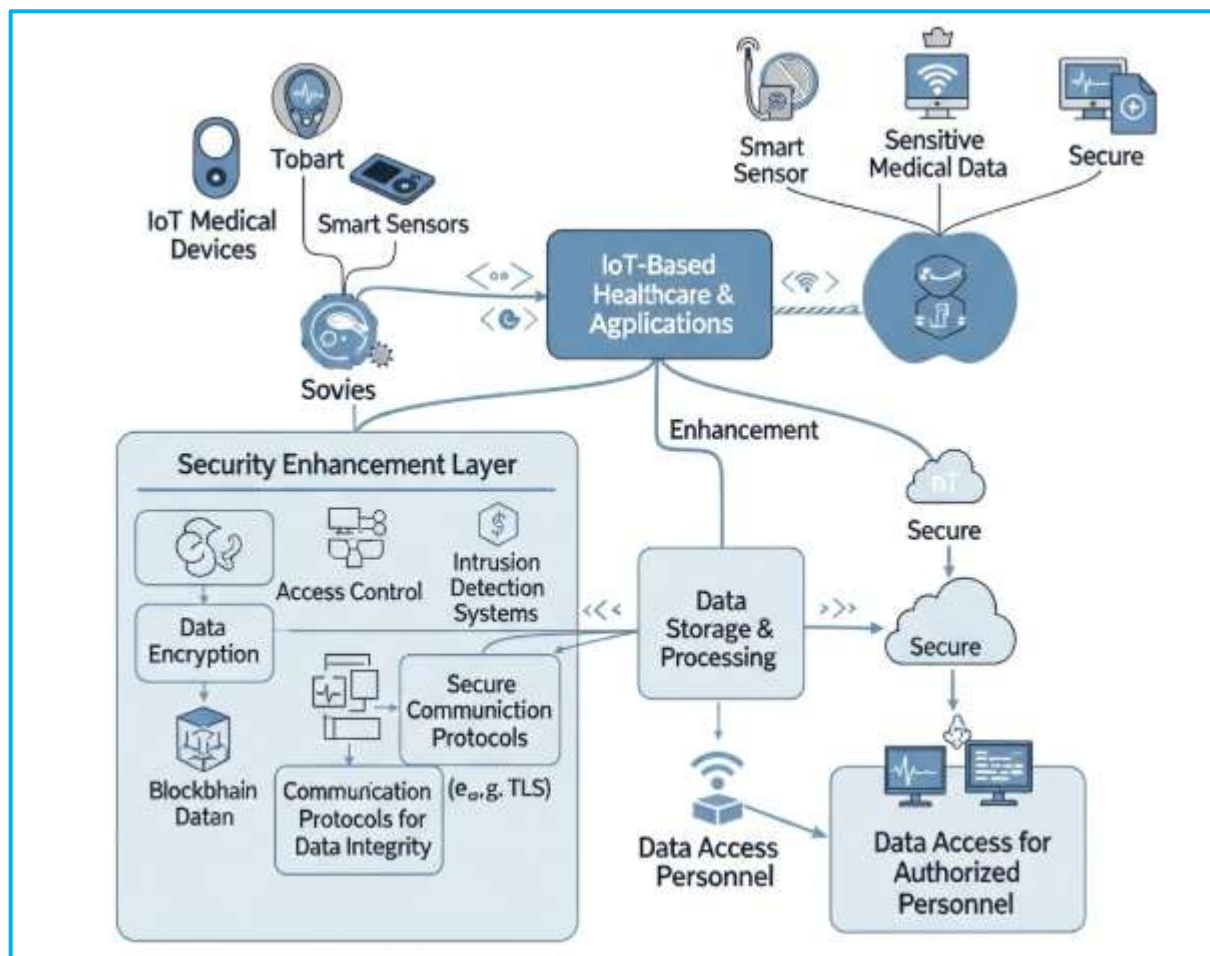 Tobart
IoT Medical
Devices
Smart Sensors
Sovies
IoT-Based
Healthcare &
Agplications
Smart
Sensor
Sensitive
Medical Data
Secure
Enhancement
Security Enhancement Layer
Access Control
Intrusion
Detection
Systems
Data
Encryption
Blockbhain
Datan
Secure
Communiction
Protocols
Communication
Protocols for
Data Integrity
Data
Storage &
Processing
Secure
Secure
Data Access
Personnel
Data Access for
Authorized
Personnel